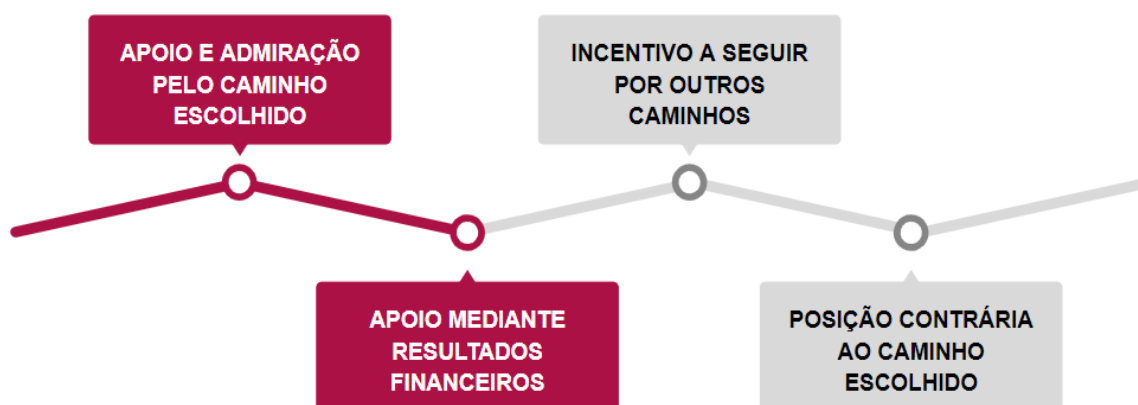 APOIO E ADMIRAÇÃO
PELO CAMINHO
ESCOLHIDO
INCENTIVO A SEGUIR
POR OUTROS
CAMINHOS
APOIO MEDIANTE
RESULTADOS
FINANCEIROS
POSIÇÃO CONTRÁRIA
AO CAMINHO
ESCOLHIDO